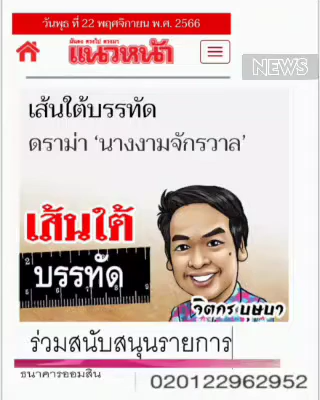 วันพุธ ที่ 22 พฤศจิกายน พ.ศ. 2566
แนวหน้า
NEWS
เส้นใต้บรรทัด
ดราม่า ‘นางงามจักรวาล’
เส้นใต้
บรรทัด
จิตกร บุษบา
ร่วมสนับสนุนรายการ
ธนาคารออมสิน
020122962952